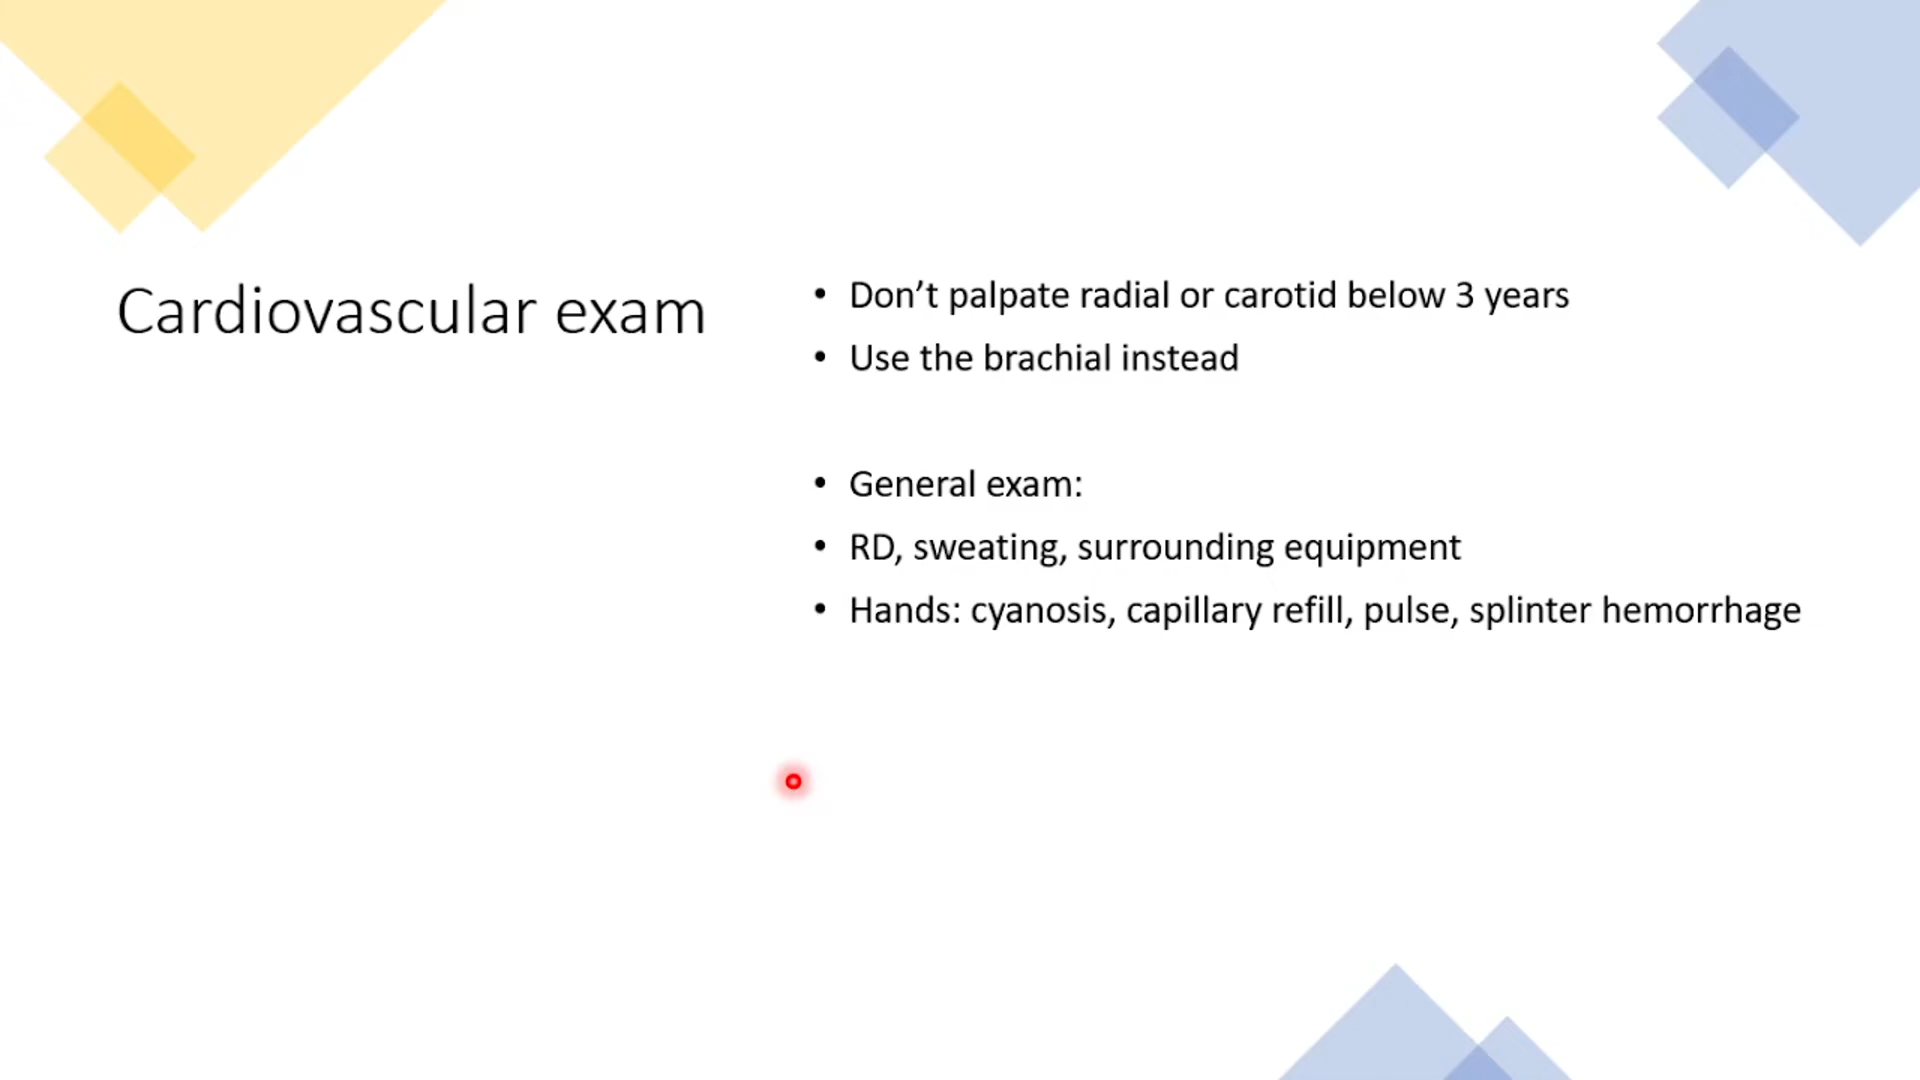 Cardiovascular exam
• Don’t palpate radial or carotid below 3 years
• Use the brachial instead
• General exam:
• RD, sweating, surrounding equipment
• Hands: cyanosis, capillary refill, pulse, splinter hemorrhage